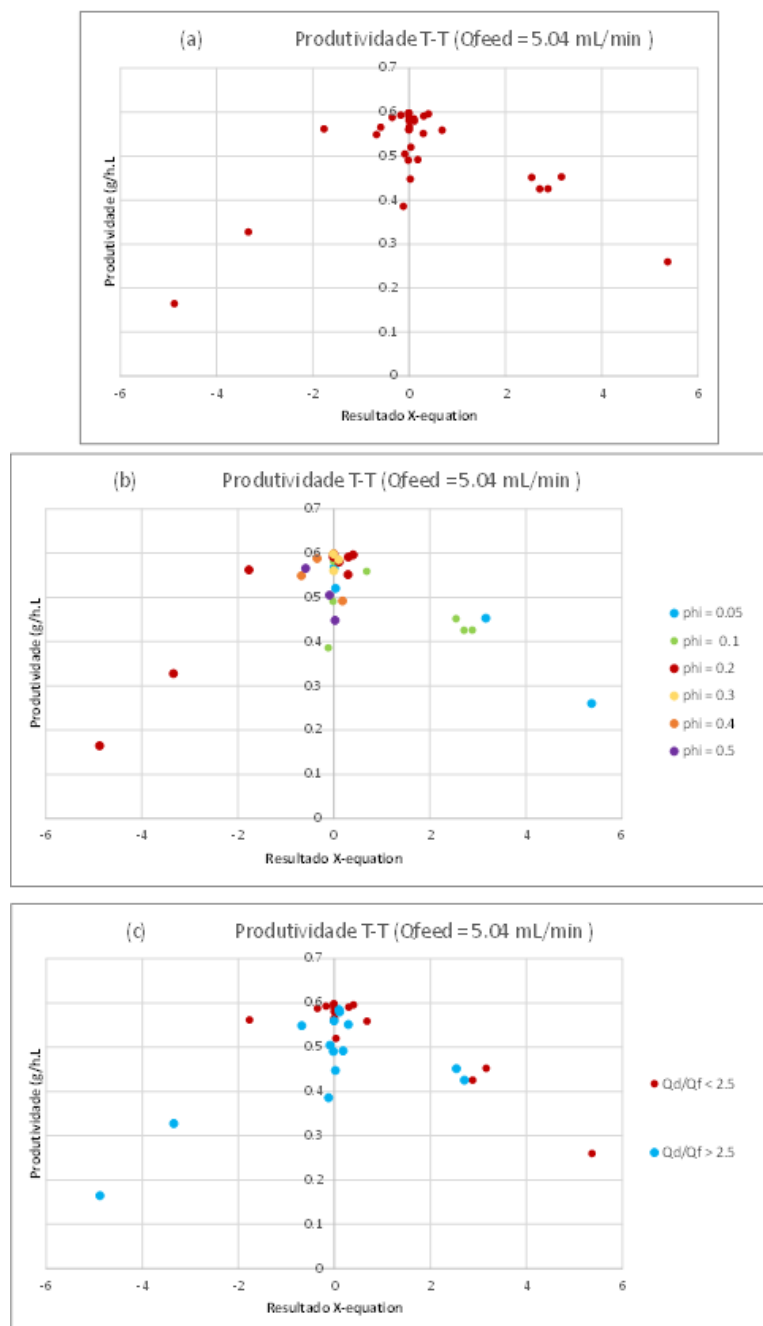 (a) Produtividade T-T (Qfeed = 5.04 mL/min )
0.7
0.6
0.5
0.4
0.3
0.2
0.1
0
Produtividade (g/h.L
-6 -4 -2 0 2 4 6
Resultado X-equation
(b) Produtividade T-T (Qfeed = 5.04 mL/min )
0.7
0.6
0.5
0.4
0.3
0.2
0.1
0
Produtividade (g/h.L
-6 -4 -2 0 2 4 6
Resultado X-equation
phi = 0.05
phi = 0.1
phi = 0.2
phi = 0.3
phi = 0.4
phi = 0.5
(c) Produtividade T-T (Qfeed = 5.04 mL/min )
0.7
0.6
0.5
0.4
0.3
0.2
0.1
0
Produtividade (g/h.L
-6 -4 -2 0 2 4 6
Resultado X-equation
Qd/Qf < 2.5
Qd/Qf > 2.5